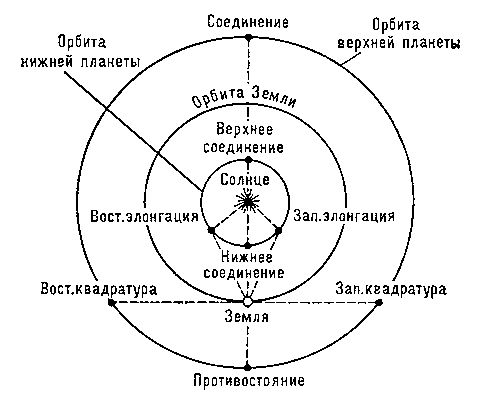 Соединение
Орбита
нижней планеты
Орбита
верхней планеты
Орбита Земли
Верхнее
соединение
Солнце
Вост. элонгация
Зап. элонгация
Нижнее
соединение
Вост. квадратура
Зап. квадратура
Земля
Противостояние